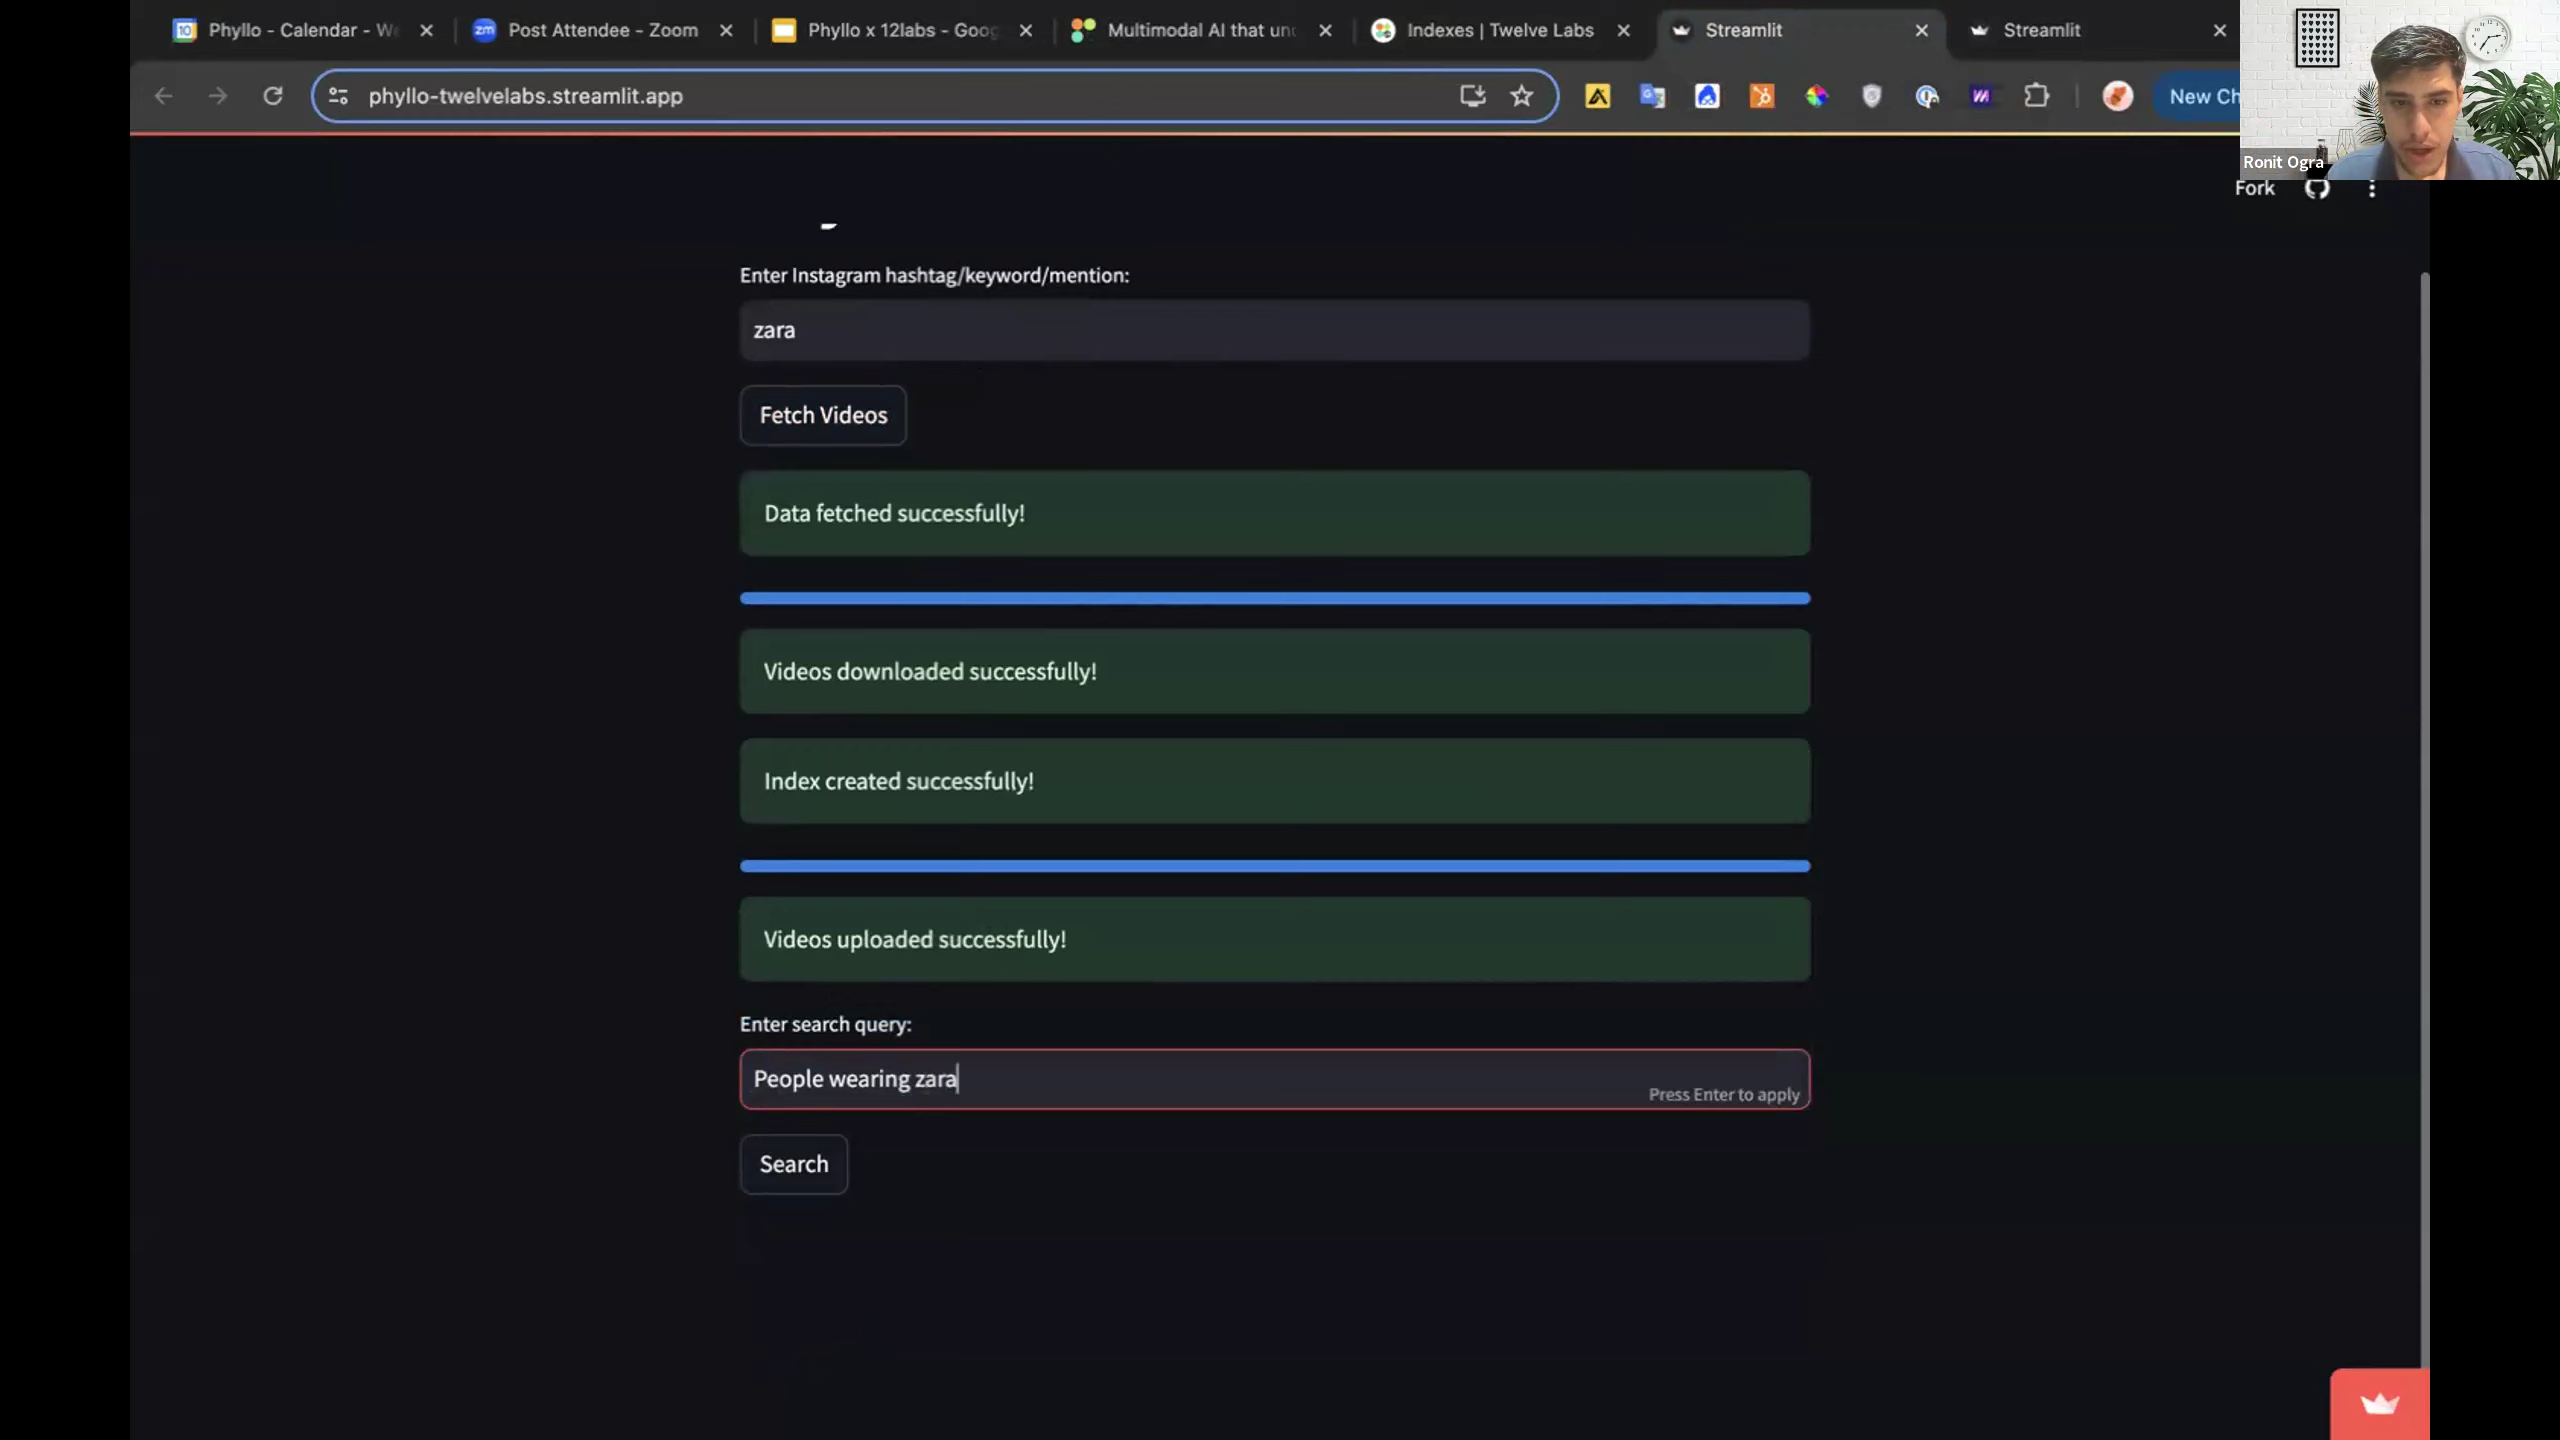 Phyllo - Calendar - W
Post Attendee - Zoom
Phyllo x 12labs - Goog
Multimodal AI that und
Indexes | Twelve Labs
Streamlit
Streamlit
phyllo-twelvelabs.streamlit.app
New Ch
Ronit Ogra
Fork
Enter Instagram hashtag/keyword/mention:
zara
Fetch Videos
Data fetched successfully!
Videos downloaded successfully!
Index created successfully!
Videos uploaded successfully!
Enter search query:
People wearing zara
Press Enter to apply
Search